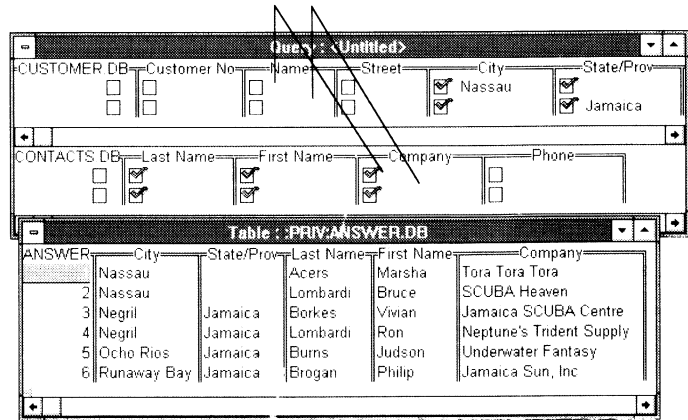 Query : <Untitled>
CUSTOMER.DB Customer No Name Street City State/Prov
Nassau
Jamaica
CONTACTS.DB Last Name First Name Company Phone
Table : :PRIV:ANSWER.DB
ANSWER City State/Prov Last Name First Name Company
Nassau Acers Marsha Tora Tora Tora
2 Nassau Lombardi Bruce SCUBA Heaven
3 Negril Jamaica Borkes Vivian Jamaica SCUBA Centre
4 Negril Jamaica Lombardi Ron Neptune's Trident Supply
5 Ocho Rios Jamaica Burns Judson Underwater Fantasy
6 Runaway Bay Jamaica Brogan Philip Jamaica Sun, Inc